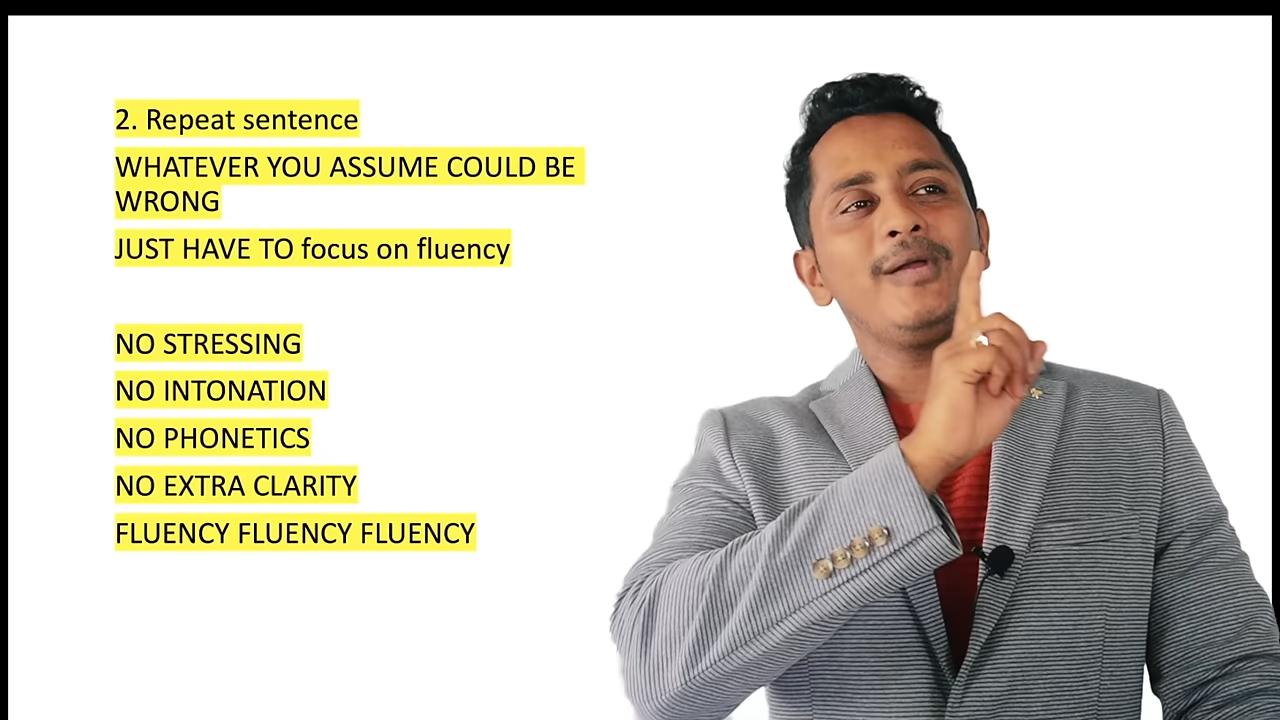 2. Repeat sentence
WHATEVER YOU ASSUME COULD BE
WRONG
JUST HAVE TO focus on fluency
NO STRESSING
NO INTONATION
NO PHONETICS
NO EXTRA CLARITY
FLUENCY FLUENCY FLUENCY